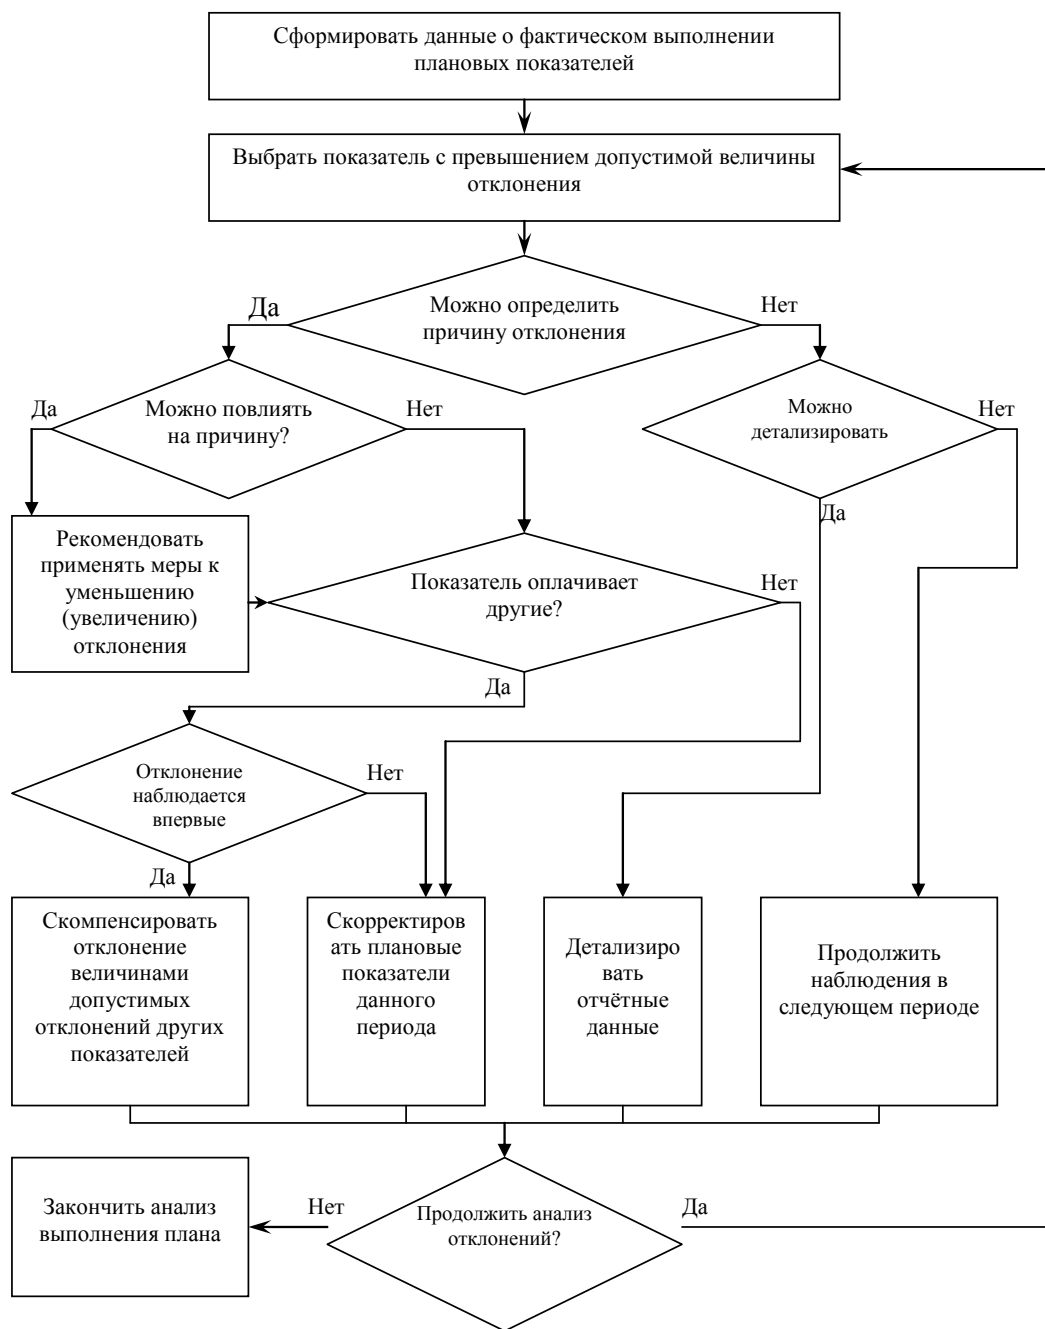 Сформировать данные о фактическом выполнении
плановых показателей
Выбрать показатель с превышением допустимой величины
отклонения
Да
Можно определить
причину отклонения
Нет
Да
Можно повлиять
на причину?
Нет
Можно
детализировать
Нет
Да
Рекомендовать
применять меры к
уменьшению
(увеличению)
отклонения
Показатель оплачивает
другие?
Нет
Да
Отклонение
наблюдается
впервые
Нет
Да
Скомпенсировать
отклонение
величинами
допустимых
отклонений других
показателей
Скорректиров
ать плановые
показатели
данного
периода
Детализиро
вать
отчётные
данные
Продолжить
наблюдения в
следующем периоде
Закончить анализ
выполнения плана
Нет
Продолжить анализ
отклонений?
Да